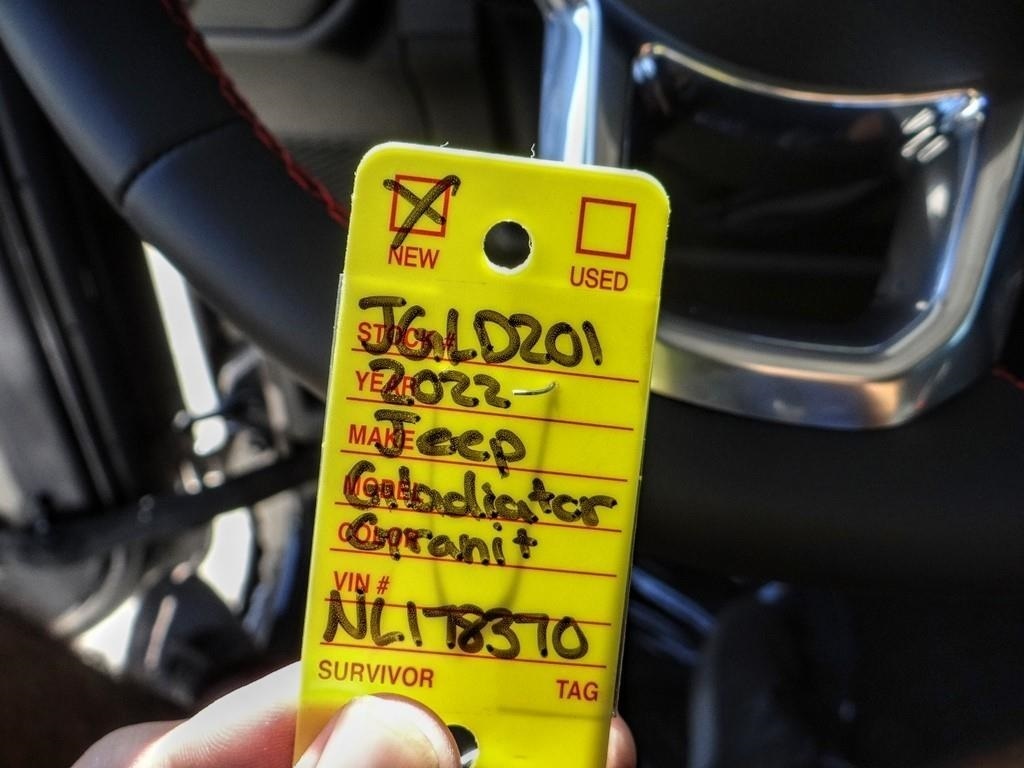 X NEW USED
STOCK # JGLD201
YEAR 2022
MAKE Jeep
MODEL Gladiator
COLOR Granit
VIN # NL178370
SURVIVOR TAG